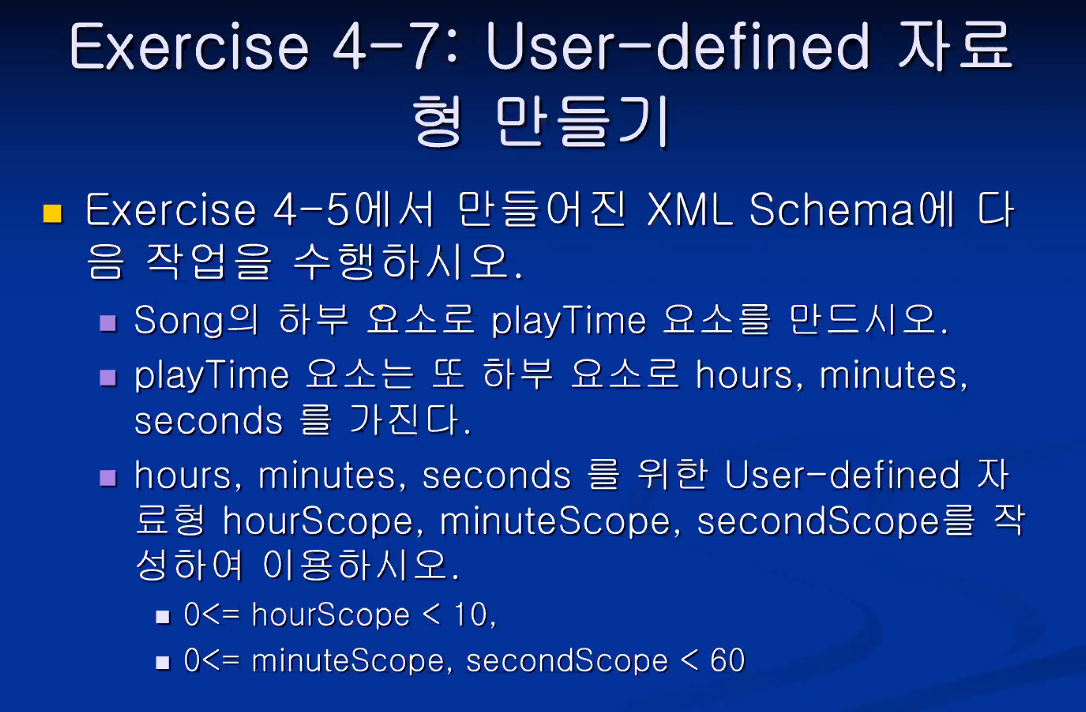 Exercise 4-7: User-defined 자료
형 만들기
Exercise 4-5에서 만들어진 XML Schema에 다
음 작업을 수행하시오.
Song의 하부 요소로 playTime 요소를 만드시오.
playTime 요소는 또 하부 요소로 hours, minutes,
seconds 를 가진다.
hours, minutes, seconds 를 위한 User-defined 자
료형 hourScope, minuteScope, secondScope를 작
성하여 이용하시오.
0<= hourScope < 10,
0<= minuteScope, secondScope < 60